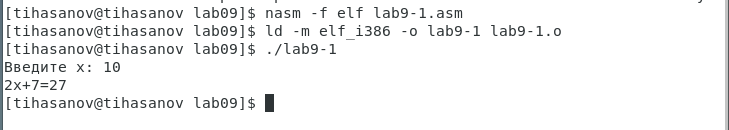 [tihasanov@tihasanov lab09]$ nasm -f elf lab9-1.asm
[tihasanov@tihasanov lab09]$ ld -m elf_i386 -o lab9-1 lab9-1.o
[tihasanov@tihasanov lab09]$ ./lab9-1
Введите x: 10
2x+7=27
[tihasanov@tihasanov lab09]$